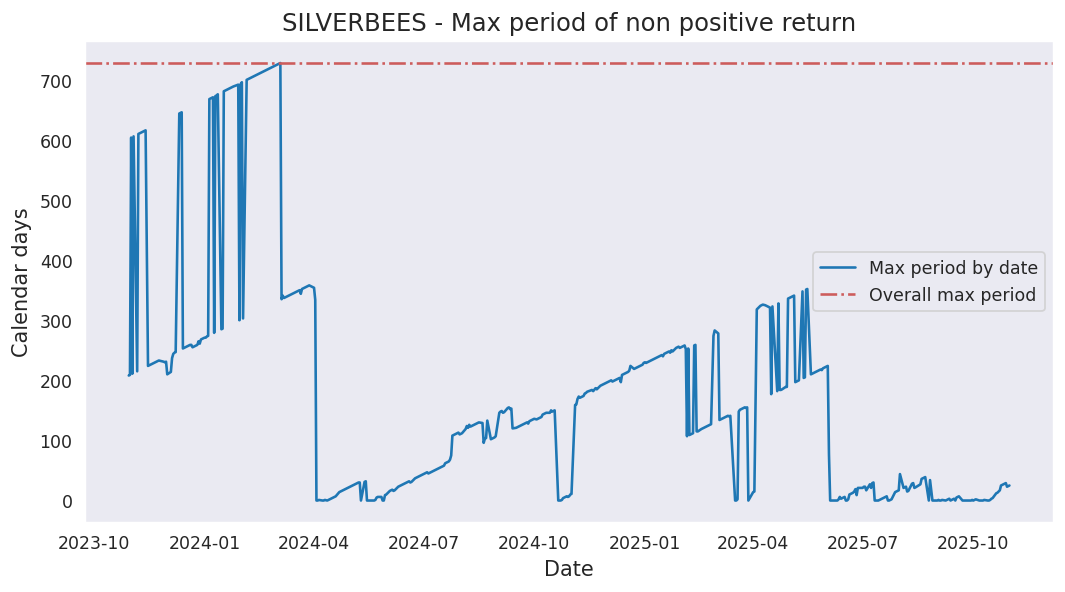 SILVERBEES - Max period of non positive return
Calendar days
700
600
500
400
300
200
100
0
Max period by date
Overall max period
2023-10 2024-01 2024-04 2024-07 2024-10 2025-01 2025-04 2025-07 2025-10
Date